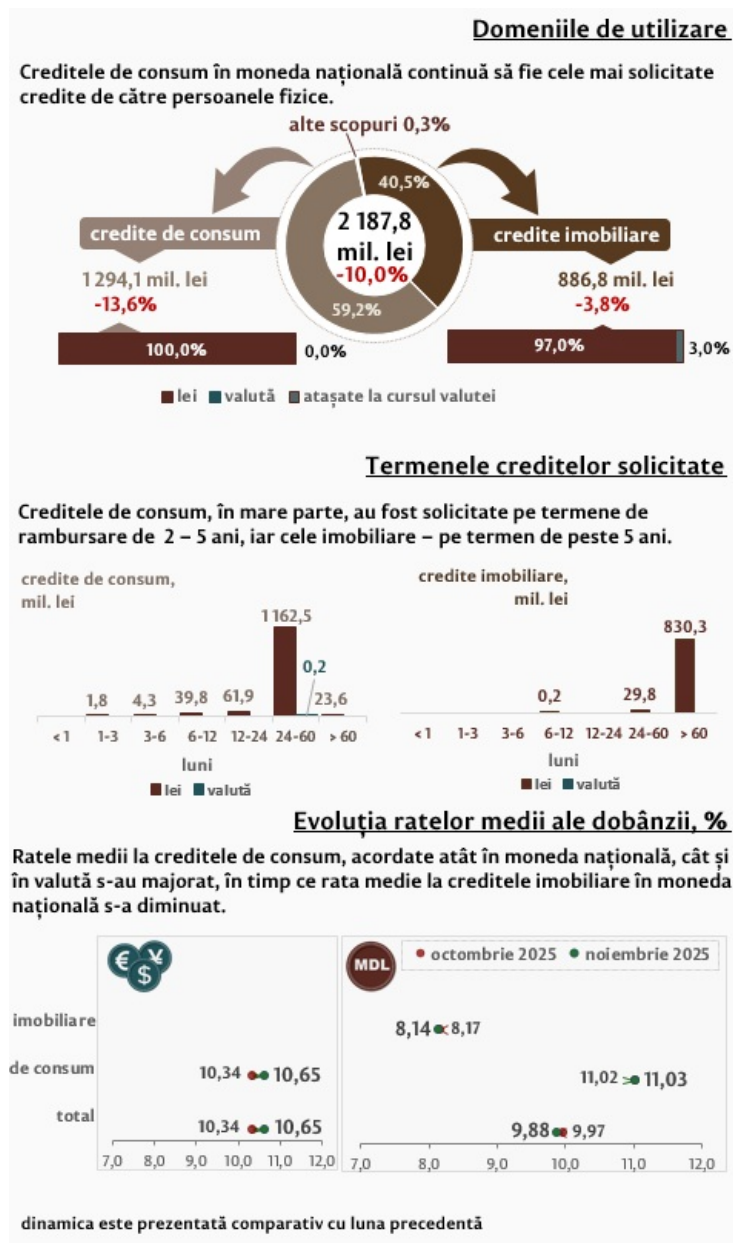 Domeniile de utilizare
Creditele de consum în moneda națională continuă să fie cele mai solicitate
credite de către persoanele fizice.
alte scopuri 0,3%
40,5%
2 187,8
mil. lei
-10,0%
59,2%
credite de consum
1 294,1 mil. lei
-13,6%
100,0%
0,0%
credite imobiliare
886,8 mil. lei
-3,8%
97,0%
3,0%
lei valută atașate la cursul valutei
Termenele creditelor solicitate
Creditele de consum, în mare parte, au fost solicitate pe termene de
rambursare de 2 – 5 ani, iar cele imobiliare – pe termen de peste 5 ani.
credite de consum,
mil. lei
1 162,5
0,2
1,8 4,3 39,8 61,9 23,6
< 1 1-3 3-6 6-12 12-24 24-60 > 60
luni
lei valută
credite imobiliare,
mil. lei
830,3
0,2 29,8
< 1 1-3 3-6 6-12 12-24 24-60 > 60
luni
lei valută
Evoluția ratelor medii ale dobânzii, %
Ratele medii la creditele de consum, acordate atât în moneda națională, cât și
în valută s-au majorat, în timp ce rata medie la creditele imobiliare în moneda
națională s-a diminuat.
€ ¥ $
MDL
octombrie 2025 noiembrie 2025
imobiliare
8,14 8,17
de consum
10,34 10,65
11,02 11,03
total
10,34 10,65
9,88 9,97
7,0 8,0 9,0 10,0 11,0 12,0
7,0 8,0 9,0 10,0 11,0 12,0
dinamica este prezentată comparativ cu luna precedentă